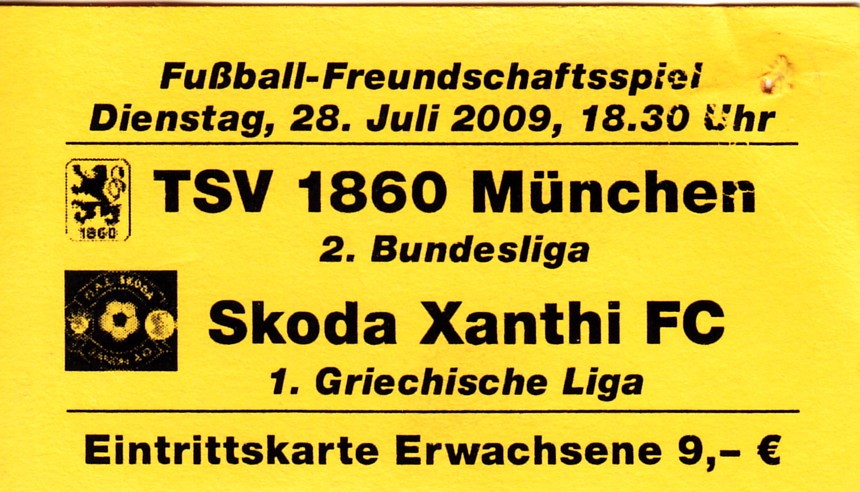 Fußball-Freundschaftsspiel
Dienstag, 28. Juli 2009, 18.30 Uhr
TSV 1860 München
1860
2. Bundesliga
SKODA
Skoda Xanthi FC
1. Griechische Liga
Eintrittskarte Erwachsene 9,– €